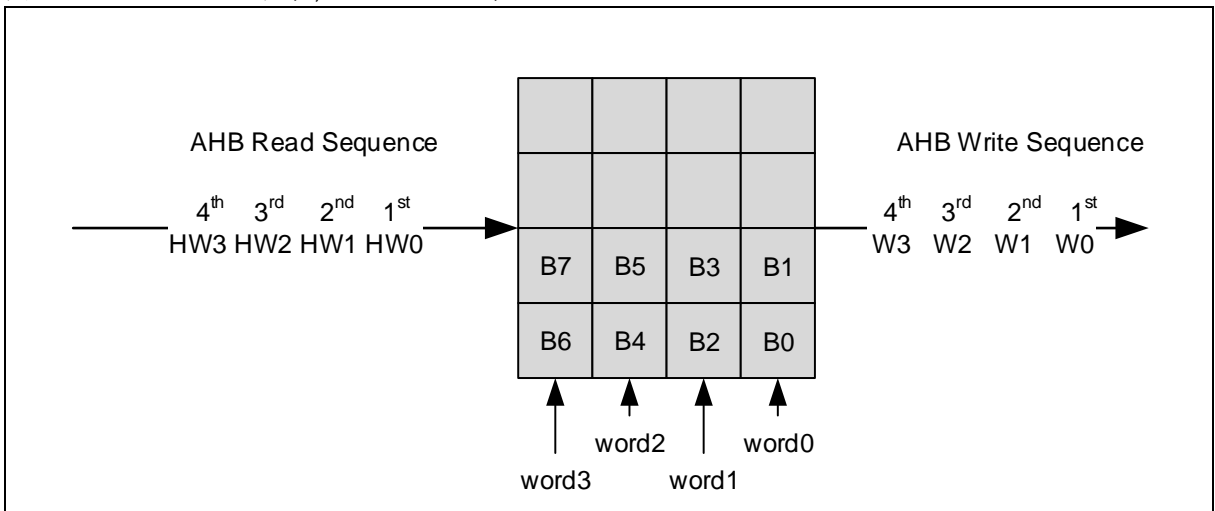 AHB Read Sequence
4th 3rd 2nd 1st
HW3 HW2 HW1 HW0
B7 B5 B3 B1
B6 B4 B2 B0
word2 word0
word3 word1
AHB Write Sequence
4th 3rd 2nd 1st
W3 W2 W1 W0